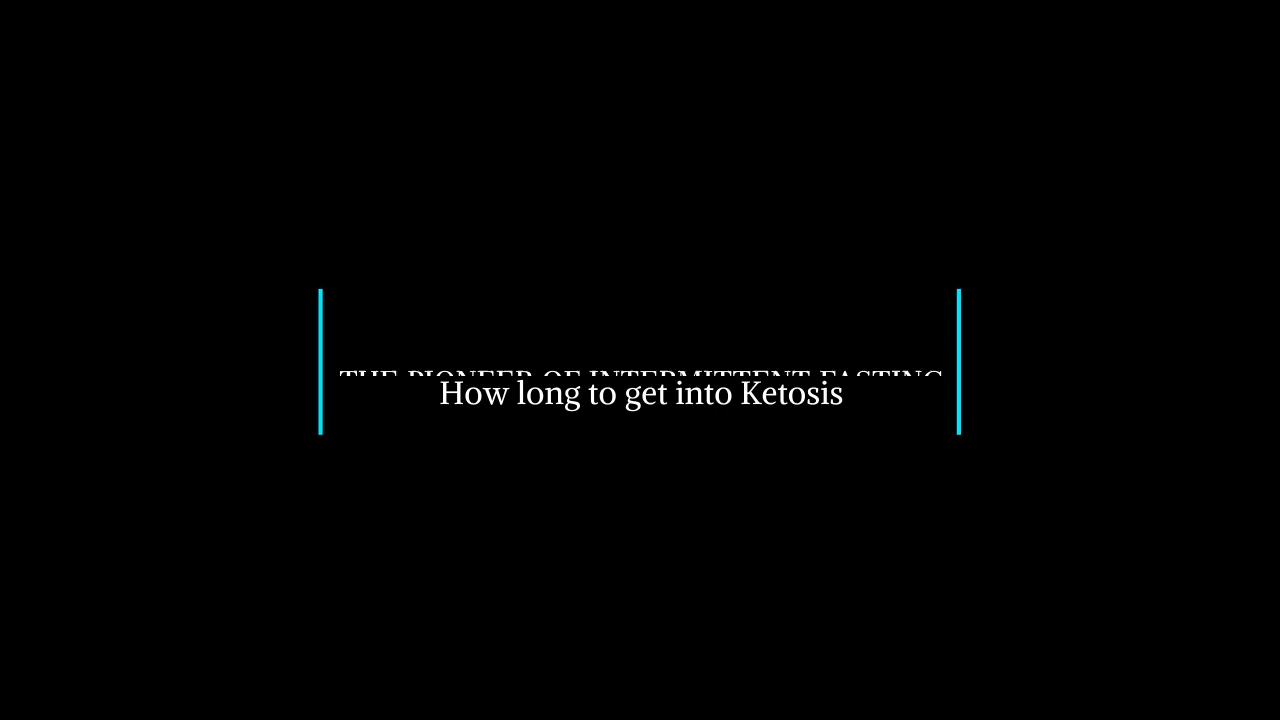 THE PIONEER OF INTERMITTENT FASTING
How long to get into Ketosis